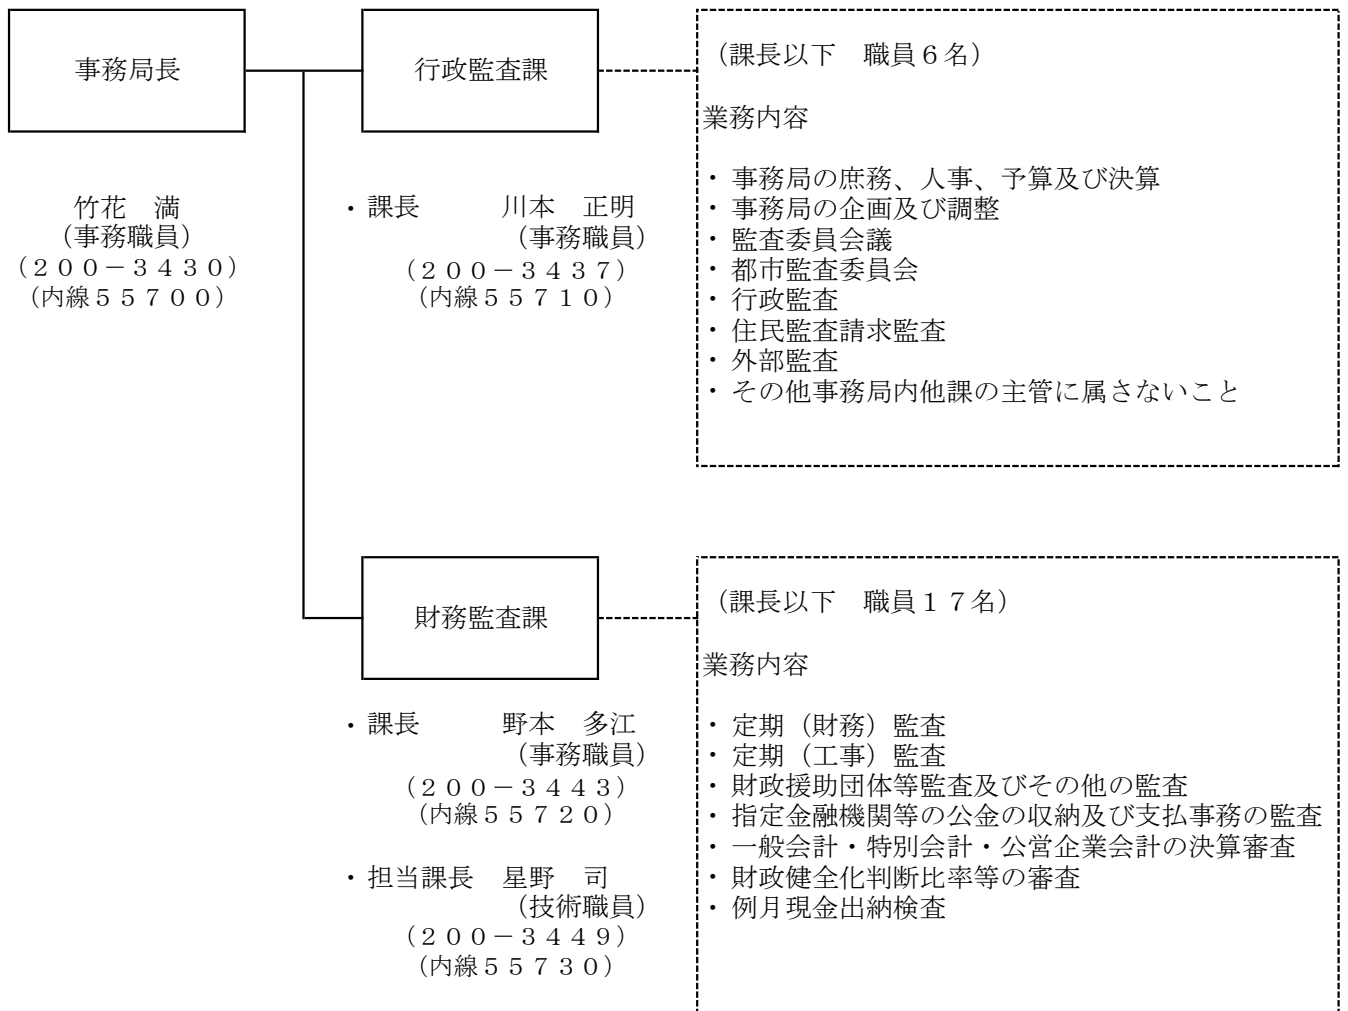 事務局長
竹花　満
（事務職員）
（２００－３４３０）
（内線５５７００）
行政監査課
・ 課長　　　川本　正明
（事務職員）
（２００－３４３７）
（内線５５７１０）
（課長以下　職員６名）
業務内容
・ 事務局の庶務、人事、予算及び決算
・ 事務局の企画及び調整
・ 監査委員会議
・ 都市監査委員会
・ 行政監査
・ 住民監査請求監査
・ 外部監査
・ その他事務局内他課の主管に属さないこと
財務監査課
・ 課長　　　野本　多江
（事務職員）
（２００－３４４３）
（内線５５７２０）
・ 担当課長　星野　司
（技術職員）
（２００－３４４９）
（内線５５７３０）
（課長以下　職員１７名）
業務内容
・ 定期（財務）監査
・ 定期（工事）監査
・ 財政援助団体等監査及びその他の監査
・ 指定金融機関等の公金の収納及び支払事務の監査
・ 一般会計・特別会計・公営企業会計の決算審査
・ 財政健全化判断比率等の審査
・ 例月現金出納検査